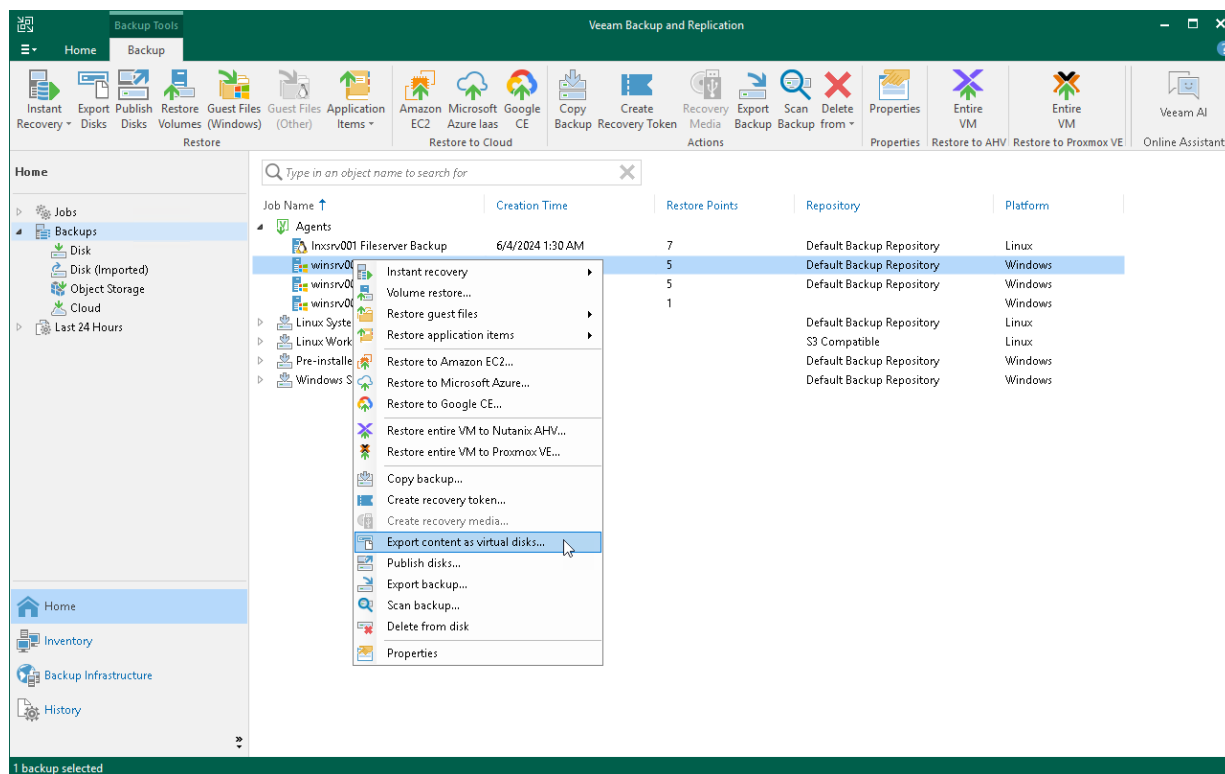 Backup Tools
Veeam Backup and Replication
Home Backup
Instant Recovery
Export Disks
Publish Disks
Restore Volumes
Guest Files (Windows)
Guest Files (Other)
Application Items
Restore
Amazon EC2
Microsoft Azure Iaas
Google CE
Restore to Cloud
Copy Backup
Create Recovery Token
Recovery Media
Export Backup
Scan Backup
Delete from
Actions
Properties
Properties
Entire VM
Restore to AHV
Entire VM
Restore to Proxmox VE
Veeam AI
Online Assistant
Home
Jobs
Backups
Disk
Disk (Imported)
Object Storage
Cloud
Last 24 Hours
Type in an object name to search for
Job Name Creation Time Restore Points Repository Platform
Agents
lnxsrv001 Fileserver Backup 6/4/2024 1:30 AM 7 Default Backup Repository Linux
5 Default Backup Repository Windows
5 Default Backup Repository Windows
1 Windows
Linux Default Backup Repository Linux
Linux S3 Compatible Linux
Default Backup Repository Windows
Windows Default Backup Repository Windows
Instant recovery
Volume restore...
Restore guest files
Restore application items
Restore to Amazon EC2...
Restore to Microsoft Azure...
Restore to Google CE...
Restore entire VM to Nutanix AHV...
Restore entire VM to Proxmox VE...
Copy backup...
Create recovery token...
Create recovery media...
Export content as virtual disks...
Publish disks...
Export backup...
Scan backup...
Delete from disk
Properties
Home
Inventory
Backup Infrastructure
History
1 backup selected